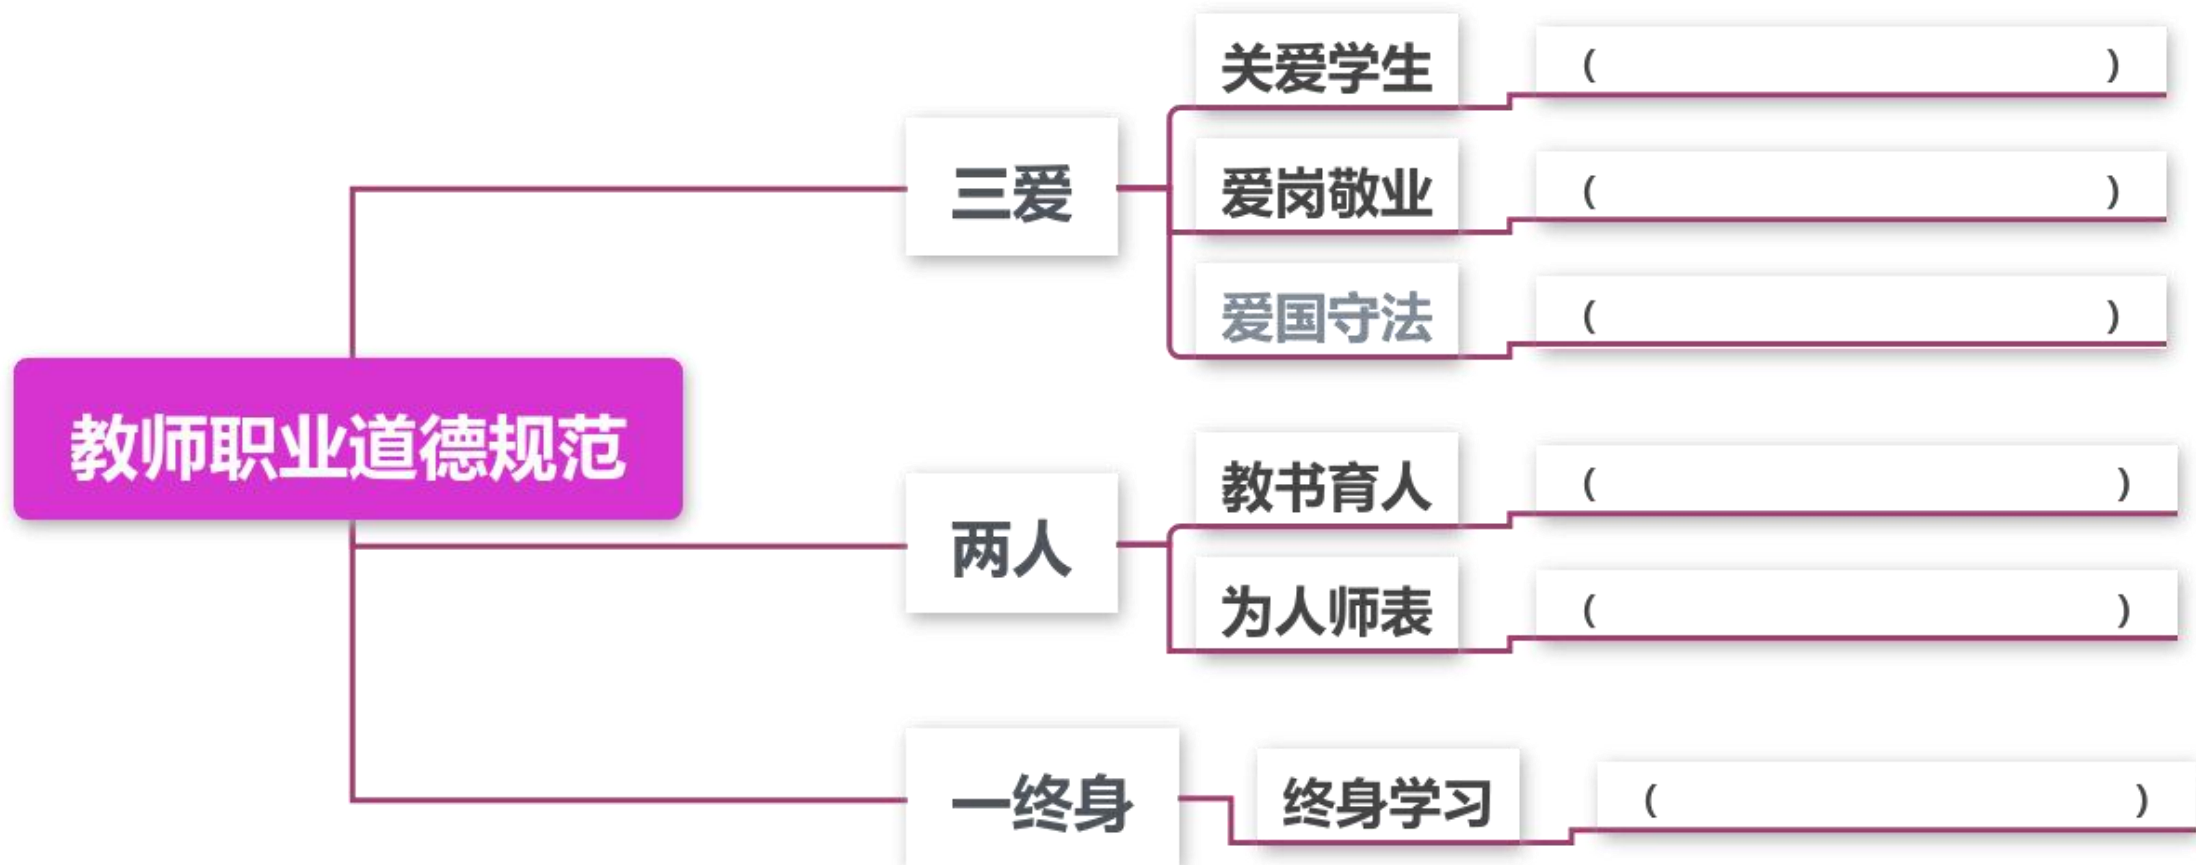 教师职业道德规范
三爱
关爱学生 ( )
爱岗敬业 ( )
爱国守法 ( )
两人
教书育人 ( )
为人师表 ( )
一终身
终身学习 ( )